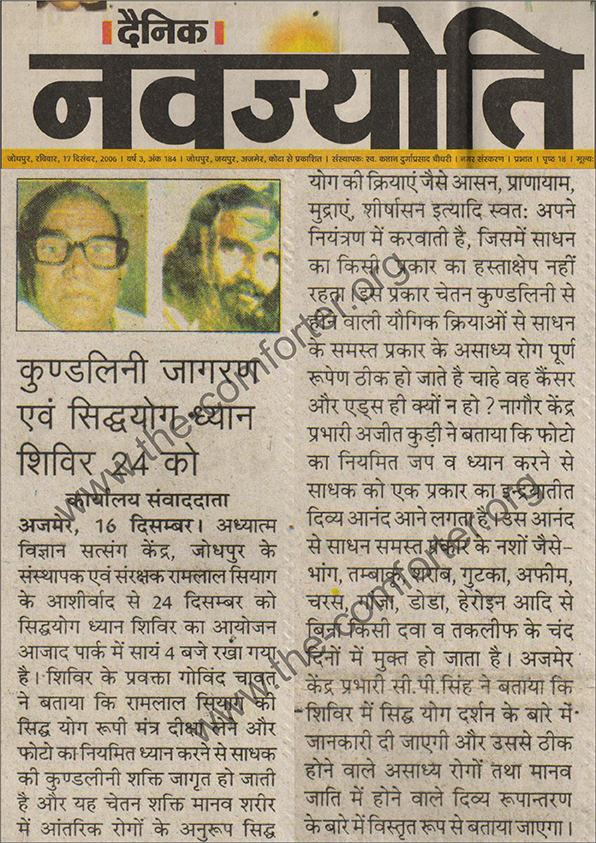 दैनिक
नवज्योति
जोधपुर, रविवार, 17 दिसंबर, 2006 । वर्ष 3, अंक 184 । जोधपुर, जयपुर, अजमेर, कोटा से प्रकाशित । संस्थापकः स्व. कप्तान दुर्गाप्रसाद चौधरी । नगर संस्करण । प्रभात । पृष्ठ 18 । मूल्यः
कुण्डलिनी जागरण
एवं सिद्धयोग ध्यान
शिविर 24 को
कार्यालय संवाददाता
अजमेर, 16 दिसम्बर। अध्यात्म
विज्ञान सत्संग केंद्र, जोधपुर के
संस्थापक एवं संरक्षक रामलाल सियाग
के आशीर्वाद से 24 दिसम्बर को
सिद्धयोग ध्यान शिविर का आयोजन
आजाद पार्क में सायं 4 बजे रखा गया
है। शिविर के प्रवक्ता गोविंद चावत
ने बताया कि रामलाल सियाग की
सिद्ध योग रूपी मंत्र दीक्षा लेने और
फोटो का नियमित ध्यान करने से साधक
की कुण्डलीनी शक्ति जागृत हो जाती
है और यह चेतन शक्ति मानव शरीर
में आंतरिक रोगों के अनुरूप सिद्ध
योग की क्रियाएं जैसे आसन, प्राणायाम,
मुद्राएं, शीर्षासन इत्यादि स्वत: अपने
नियंत्रण में करवाती है, जिसमें साधन
का किसी प्रकार का हस्ताक्षेप नहीं
रहता।इस प्रकार चेतन कुण्डलिनी से
होने वाली यौगिक क्रियाओं से साधन
के समस्त प्रकार के असाध्य रोग पूर्ण
रूपेण ठीक हो जाते है चाहे वह कैंसर
और एड्स ही क्यों न हो ? नागौर केंद्र
प्रभारी अजीत कुड़ी ने बताया कि फोटो
का नियमित जप व ध्यान करने से
साधक को एक प्रकार का इन्द्रियातीत
दिव्य आनंद आने लगता है। उस आनंद
से साधन समस्त प्रकार के नशों जैसे-
भांग, तम्बाकू, शराब, गुटका, अफीम,
चरस, गांजा, डोडा, हेरोइन आदि से
बिना किसी दवा व तकलीफ के चंद
दिनों में मुक्त हो जाता है। अजमेर
केंद्र प्रभारी सी.पी.सिंह ने बताया कि
शिविर में सिद्ध योग दर्शन के बारे में
जानकारी दी जाएगी और उससे ठीक
होने वाले असाध्य रोगों तथा मानव
जाति में होने वाले दिव्य रूपान्तरण
के बारे में विस्तृत रूप से बताया जाएगा।
www.the-comforter.org
www.the-comforter.org